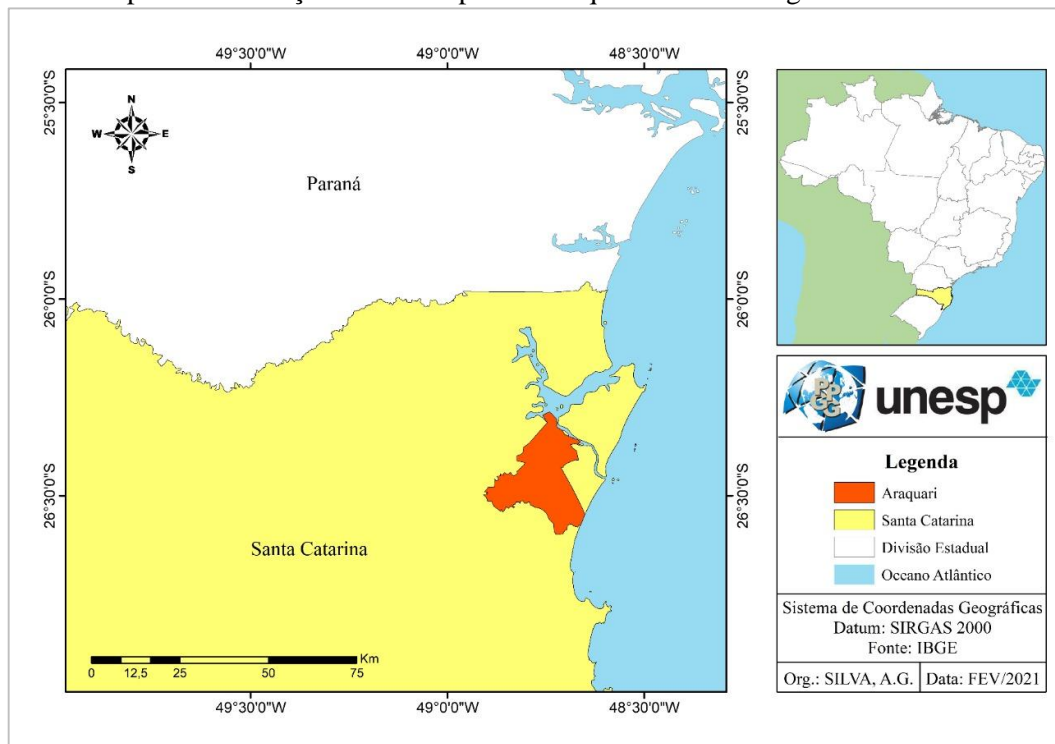 49°30'0"W 49°0'0"W 48°30'0"W
25°30'0"S
25°30'0"S
N
W E
S
Paraná
26°0'0"S
26°0'0"S
26°30'0"S
26°30'0"S
Santa Catarina
Km
0 12,5 25 50 75
49°30'0"W 49°0'0"W 48°30'0"W
unesp
Legenda
Araquari
Santa Catarina
Divisão Estadual
Oceano Atlântico
Sistema de Coordenadas Geográficas
Datum: SIRGAS 2000
Fonte: IBGE
Org.: SILVA, A.G. Data: FEV/2021